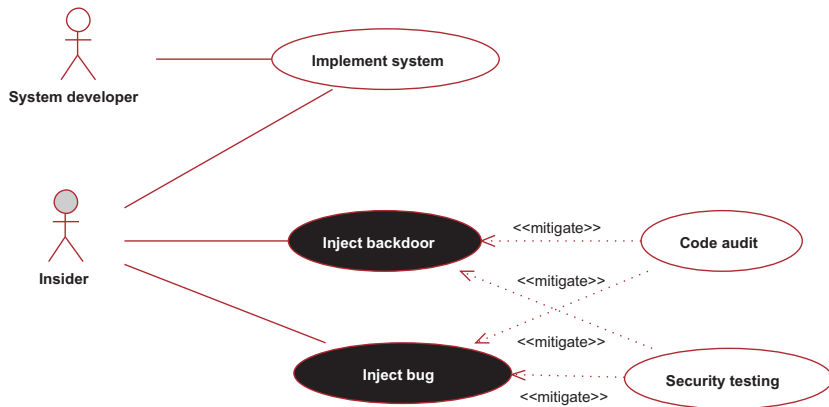 Implement system
System developer
Insider
Inject backdoor
<<mitigate>>
Code audit
<<mitigate>>
<<mitigate>>
Inject bug
Security testing
<<mitigate>>